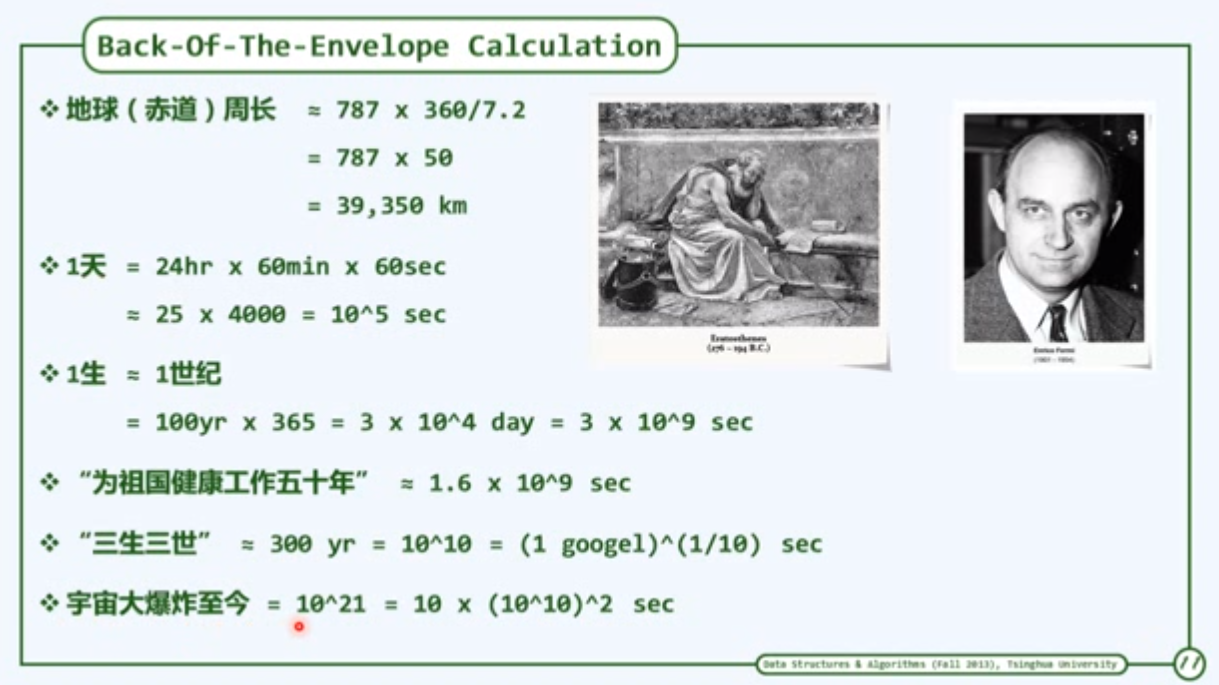 Back-Of-The-Envelope Calculation
❖ 地球（赤道）周长 ≈ 787 x 360/7.2
= 787 x 50
= 39,350 km
❖ 1天 = 24hr x 60min x 60sec
≈ 25 x 4000 = 10^5 sec
❖ 1生 ≈ 1世纪
= 100yr x 365 = 3 x 10^4 day = 3 x 10^9 sec
❖ “为祖国健康工作五十年” ≈ 1.6 x 10^9 sec
❖ “三生三世” ≈ 300 yr = 10^10 = (1 googel)^(1/10) sec
❖ 宇宙大爆炸至今 = 10^21 = 10 x (10^10)^2 sec
Eratosthenes
(276 – 194 B.C.)
Enrico Fermi
(1901 - 1954)
Data Structures & Algorithms (Fall 2013), Tsinghua University